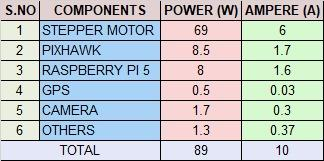 S.NO COMPONENTS POWER (W) AMPERE (A)
1 STEPPER MOTOR 69 6
2 PIXHAWK 8.5 1.7
3 RASPBERRY PI 5 8 1.6
4 GPS 0.5 0.03
5 CAMERA 1.7 0.3
6 OTHERS 1.3 0.37
TOTAL 89 10